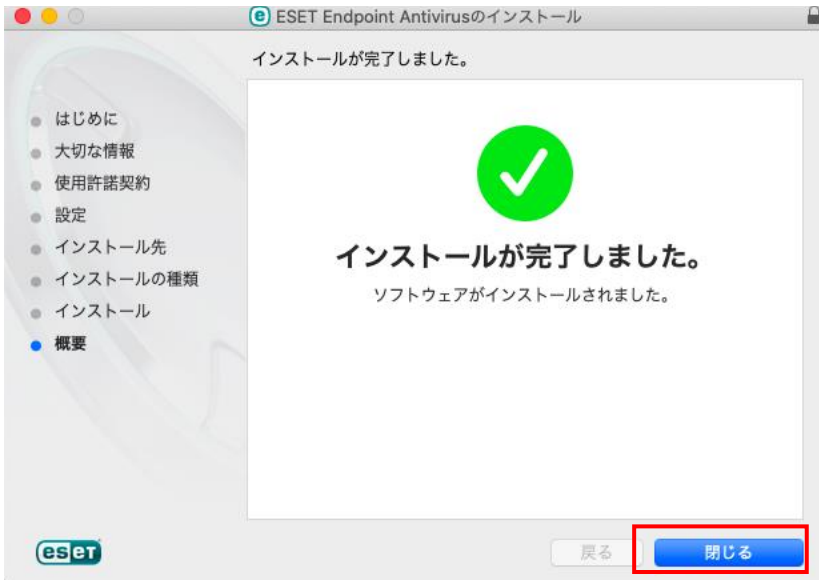 ESET Endpoint Antivirusのインストール
インストールが完了しました。
はじめに
大切な情報
使用許諾契約
設定
インストール先
インストールの種類
インストール
概要
インストールが完了しました。
ソフトウェアがインストールされました。
eset
戻る
閉じる